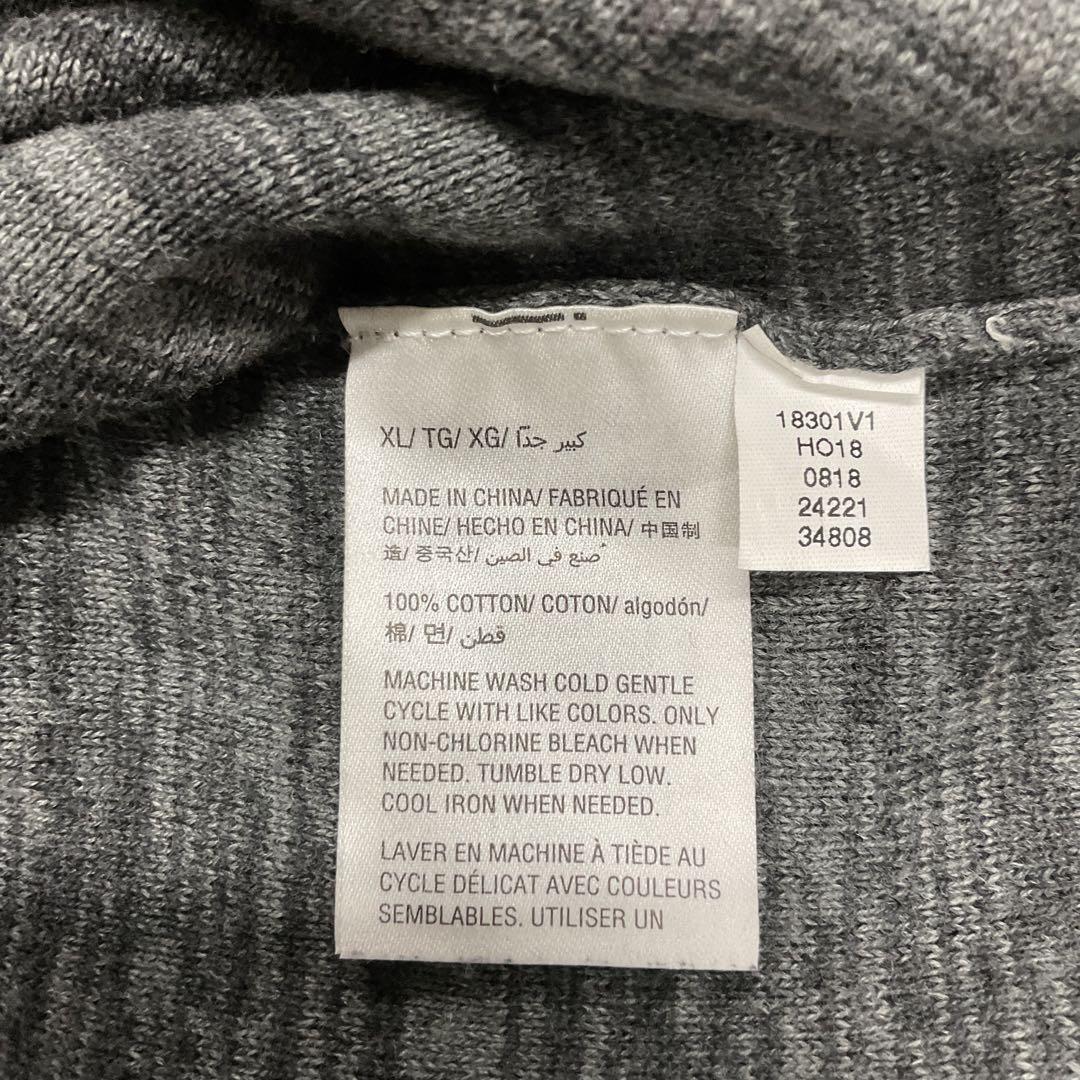 XL/ TG/ XG/ كبير جدًّا
MADE IN CHINA/ FABRIQUÉ EN
CHINE/ HECHO EN CHINA/ 中国制
造/ 중국산/ صنع في الصين
100% COTTON/ COTON/ algodón/
棉/ 면/ قطن
MACHINE WASH COLD GENTLE
CYCLE WITH LIKE COLORS. ONLY
NON-CHLORINE BLEACH WHEN
NEEDED. TUMBLE DRY LOW.
COOL IRON WHEN NEEDED.
LAVER EN MACHINE À TIÈDE AU
CYCLE DÉLICAT AVEC COULEURS
SEMBLABLES. UTILISER UN
18301V1
HO18
0818
24221
34808